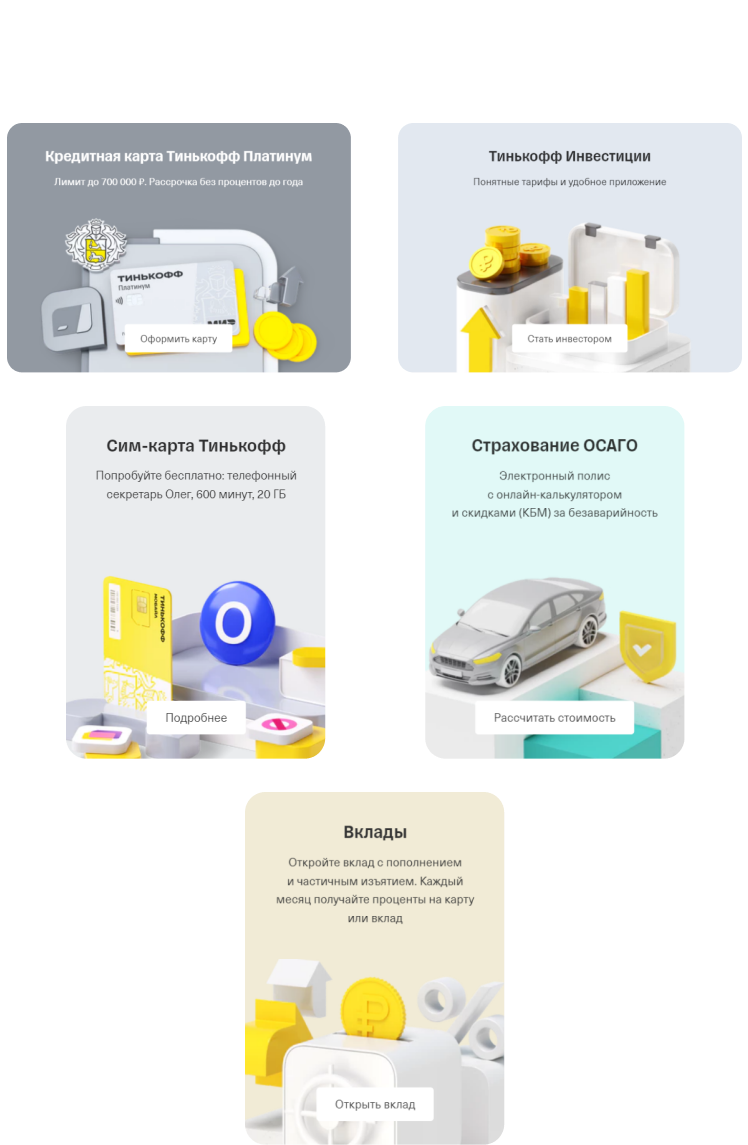 Кредитная карта Тинькофф Платинум
Лимит до 700 000 ₽. Рассрочка без процентов до года
ТИНЬКОФФ
Платинум
МИР
Оформить карту
Тинькофф Инвестиции
Понятные тарифы и удобное приложение
Стать инвестором
Сим-карта Тинькофф
Попробуйте бесплатно: телефонный
секретарь Олег, 600 минут, 20 ГБ
ТИНЬКОФФ
МОБАЙЛ
О
Подробнее
Страхование ОСАГО
Электронный полис
с онлайн-калькулятором
и скидками (КБМ) за безаварийность
Рассчитать стоимость
Вклады
Откройте вклад с пополнением
и частичным изъятием. Каждый
месяц получайте проценты на карту
или вклад
Открыть вклад